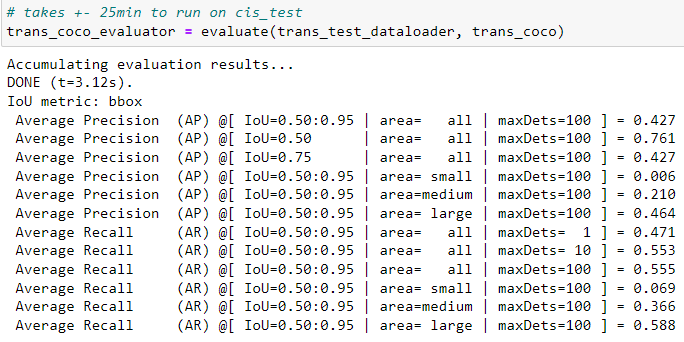 # takes +- 25min to run on cis_test
trans_coco_evaluator = evaluate(trans_test_dataloader, trans_coco)
Accumulating evaluation results...
DONE (t=3.12s).
IoU metric: bbox
 Average Precision  (AP) @[ IoU=0.50:0.95 | area=   all | maxDets=100 ] = 0.427
 Average Precision  (AP) @[ IoU=0.50      | area=   all | maxDets=100 ] = 0.761
 Average Precision  (AP) @[ IoU=0.75      | area=   all | maxDets=100 ] = 0.427
 Average Precision  (AP) @[ IoU=0.50:0.95 | area= small | maxDets=100 ] = 0.006
 Average Precision  (AP) @[ IoU=0.50:0.95 | area=medium | maxDets=100 ] = 0.210
 Average Precision  (AP) @[ IoU=0.50:0.95 | area= large | maxDets=100 ] = 0.464
 Average Recall     (AR) @[ IoU=0.50:0.95 | area=   all | maxDets=  1 ] = 0.471
 Average Recall     (AR) @[ IoU=0.50:0.95 | area=   all | maxDets= 10 ] = 0.553
 Average Recall     (AR) @[ IoU=0.50:0.95 | area=   all | maxDets=100 ] = 0.555
 Average Recall     (AR) @[ IoU=0.50:0.95 | area= small | maxDets=100 ] = 0.069
 Average Recall     (AR) @[ IoU=0.50:0.95 | area=medium | maxDets=100 ] = 0.366
 Average Recall     (AR) @[ IoU=0.50:0.95 | area= large | maxDets=100 ] = 0.588